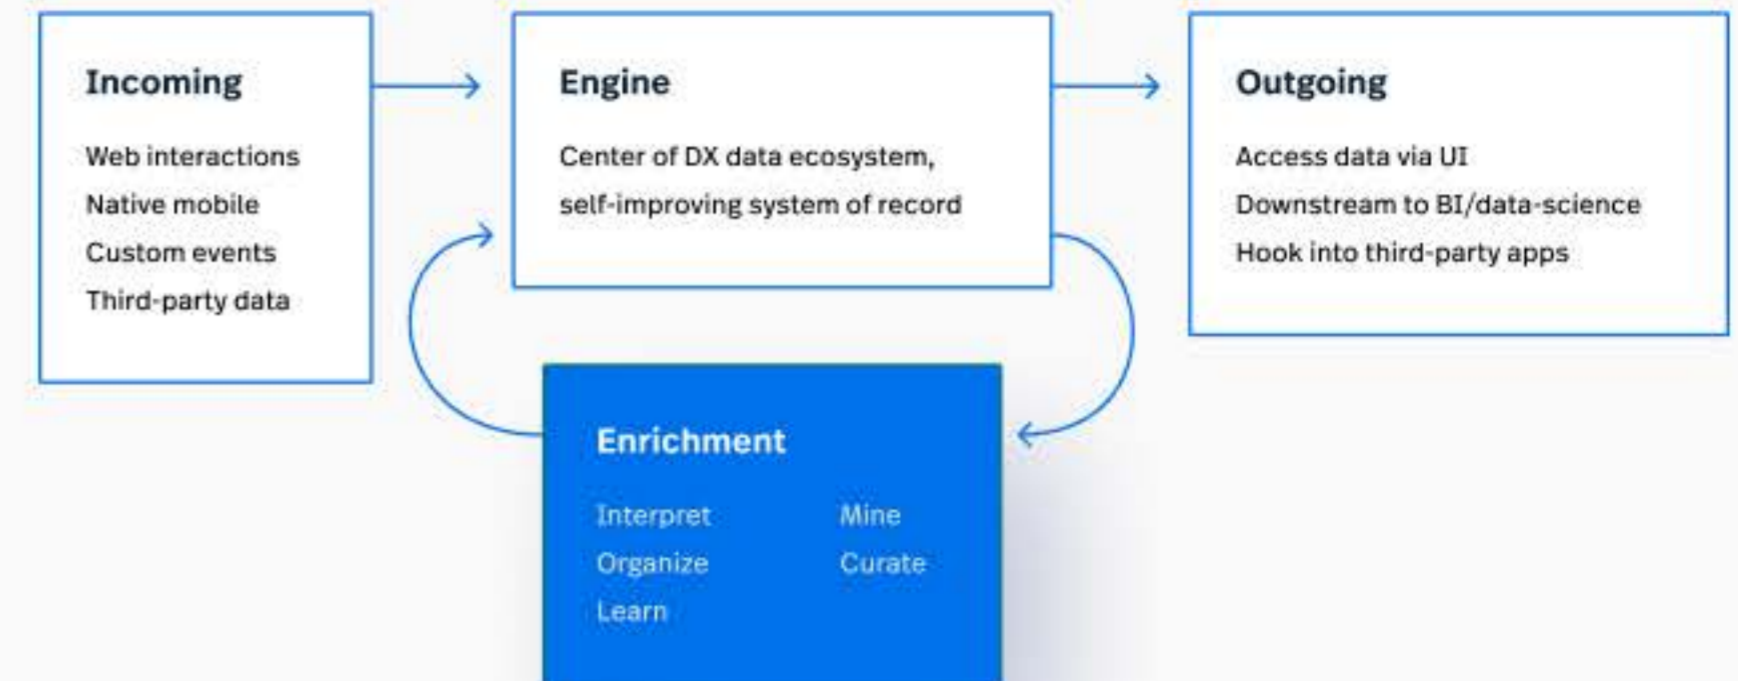 Incoming
Web interactions
Native mobile
Custom events
Third-party data
Engine
Center of DX data ecosystem,
self-improving system of record
Outgoing
Access data via UI
Downstream to BI/data-science
Hook into third-party apps
Enrichment
Interpret
Organize
Learn
Mine
Curate